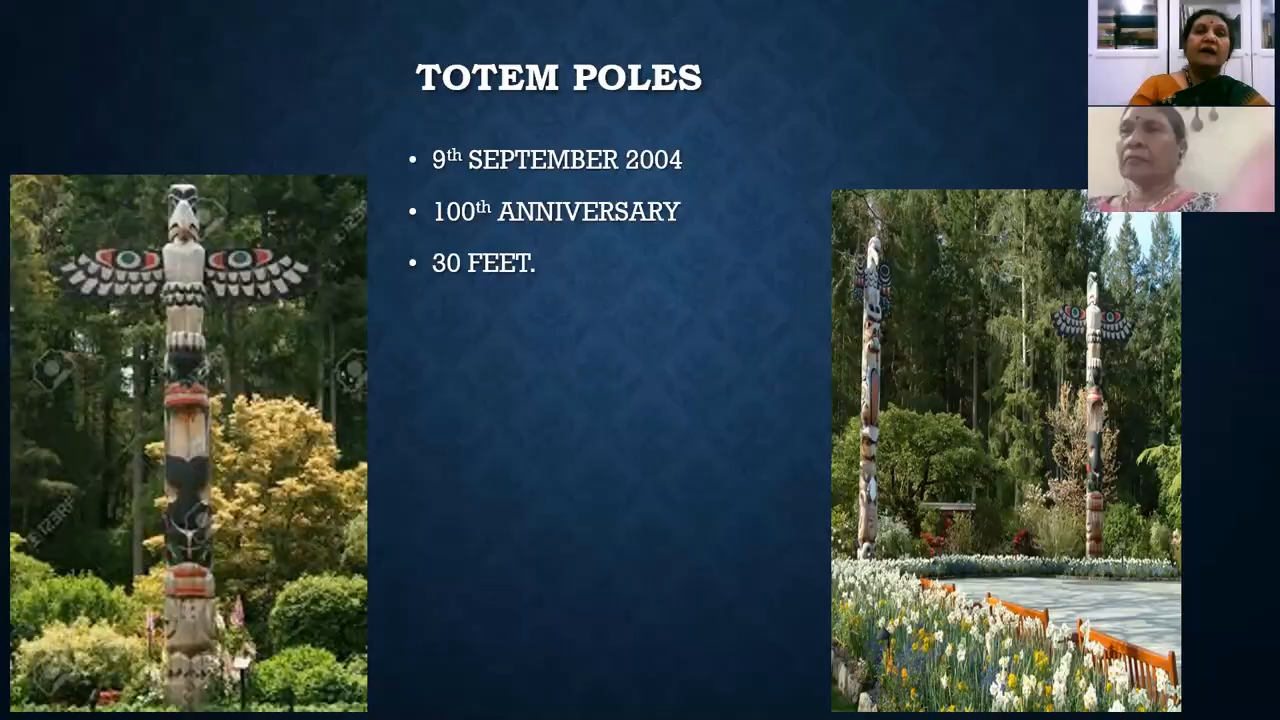 TOTEM POLES
• 9th SEPTEMBER 2004
• 100th ANNIVERSARY
• 30 FEET.